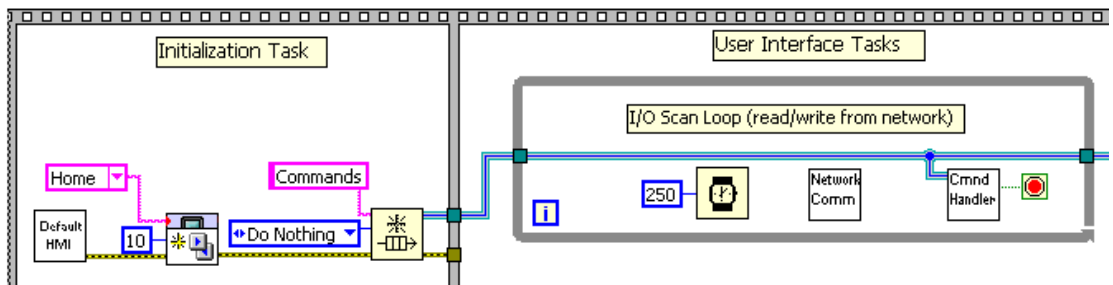 Initialization Task
User Interface Tasks
I/O Scan Loop (read/write from network)
Home
Commands
250
Network
Comm
Cmnd
Handler
i
Default
HMI
10
Do Nothing